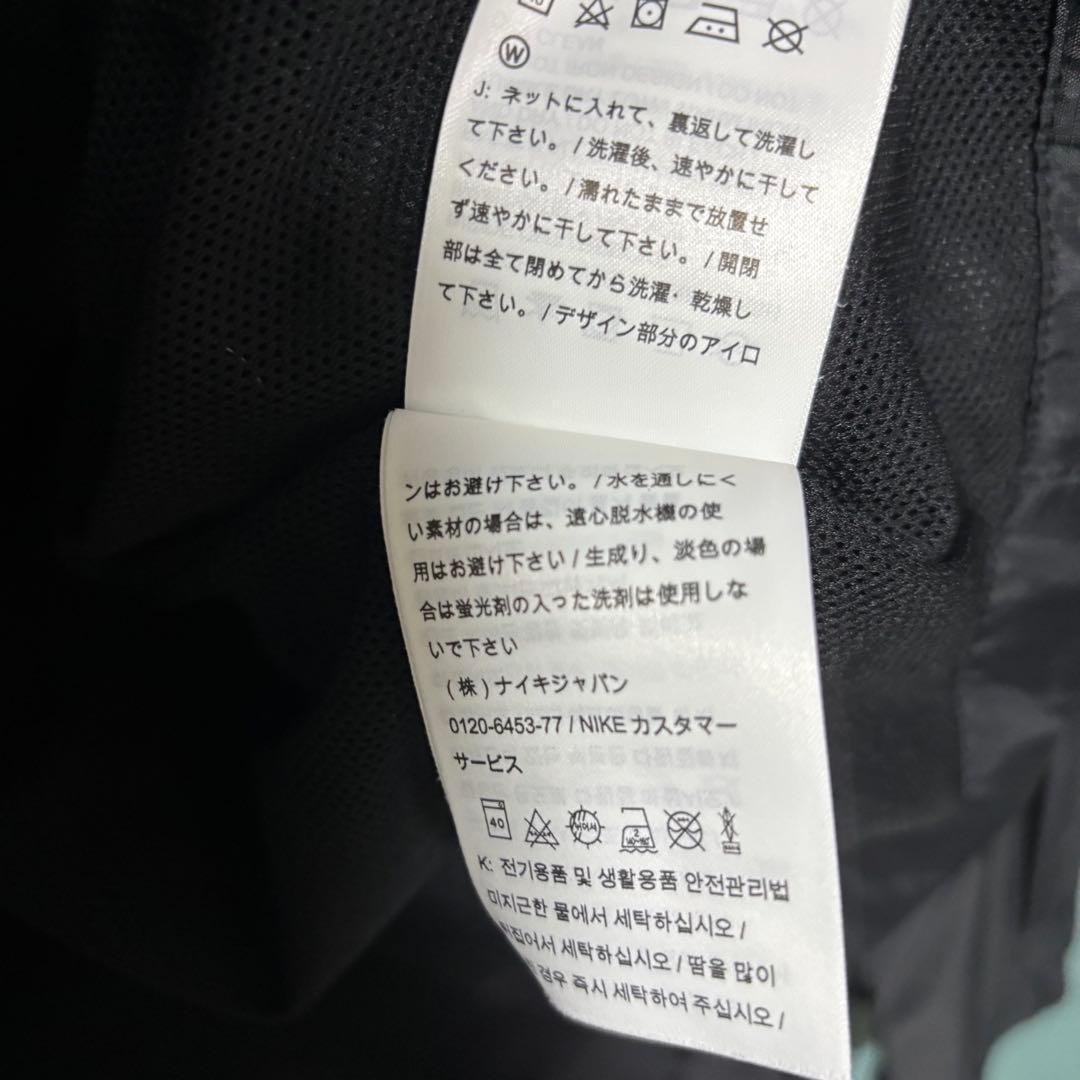 W
J: ネットに入れて、裏返して洗濯し
て下さい。 / 洗濯後、速やかに干して
ください。 / 濡れたままで放置せ
ず速やかに干して下さい。 / 開閉
部は全て閉めてから洗濯・乾燥し
て下さい。 / デザイン部分のアイロ
ンはお避け下さい。 / 水を通しにく
い素材の場合は、遠心脱水機の使
用はお避け下さい / 生成り、淡色の場
合は蛍光剤の入った洗剤は使用しな
いで下さい
(株) ナイキジャパン
0120-6453-77 / NIKE カスタマー
サービス
40
K: 전기용품 및 생활용품 안전관리법
미지근한 물에서 세탁하십시오 /
뒤집어서 세탁하십시오 / 땀을 많이
경우 즉시 세탁하여 주십시오 /